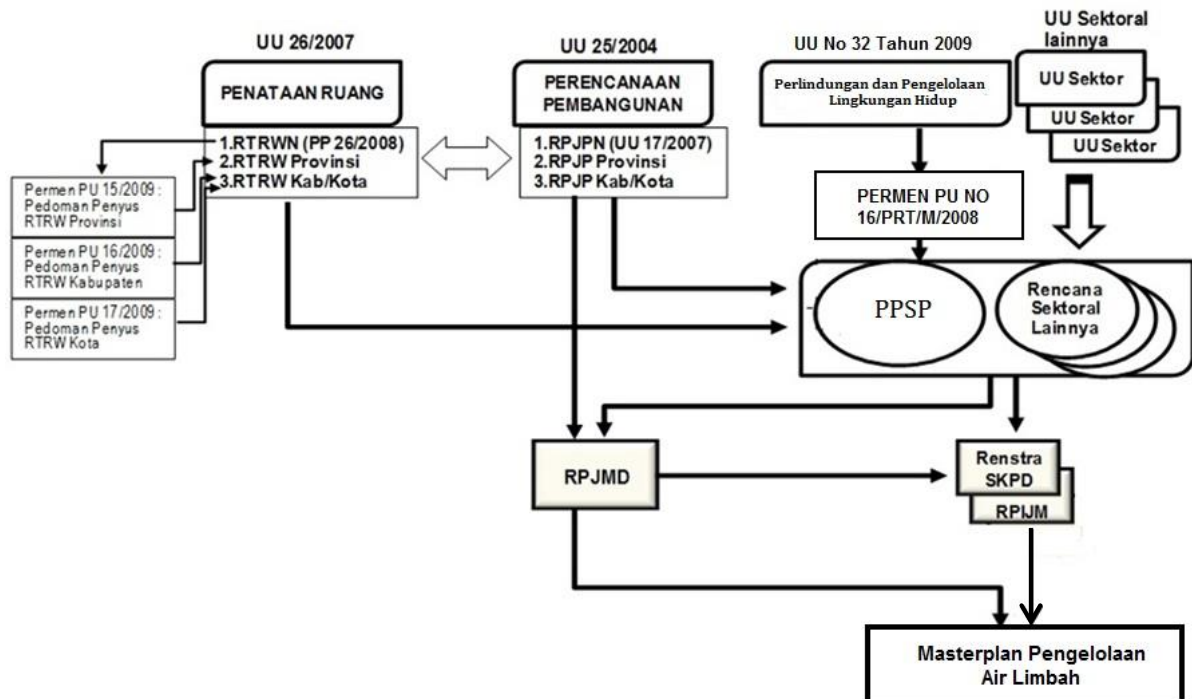 UU 26/2007
PENATAAN RUANG
1.RTRWN (PP 26/2008)
2.RTRW Provinsi
3.RTRW Kab/Kota
Permen PU 15/2009 :
Pedoman Penyus
RTRW Provinsi
Permen PU 16/2009 :
Pedoman Penyus
RTRW Kabupaten
Permen PU 17/2009 :
Pedoman Penyus
RTRW Kota
UU 25/2004
PERENCANAAN
PEMBANGUNAN
1.RPJPN (UU 17/2007)
2.RPJP Provinsi
3.RPJP Kab/Kota
UU No 32 Tahun 2009
Perlindungan dan Pengelolaan
Lingkungan Hidup
PERMEN PU NO
16/PRT/M/2008
UU Sektoral
lainnya
UU Sektor
UU Sektor
UU Sektor
PPSP
Rencana
Sektoral
Lainnya
RPJMD
Renstra
SKPD
RPIJM
Masterplan Pengelolaan
Air Limbah